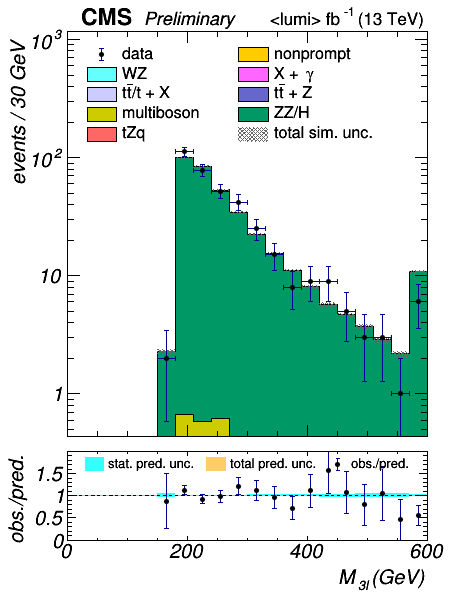 CMS Preliminary <lumi> fb⁻¹ (13 TeV)
events / 30 GeV
10³
10²
10
1
data
nonprompt
WZ
X + γ
tt̄/t + X
tt̄ + Z
multiboson
ZZ/H
tZq
total sim. unc.
obs./pred.
1.5
1
0.5
0
stat. pred. unc.
total pred. unc.
obs./pred.
0 200 400 600
M₃ₗ (GeV)